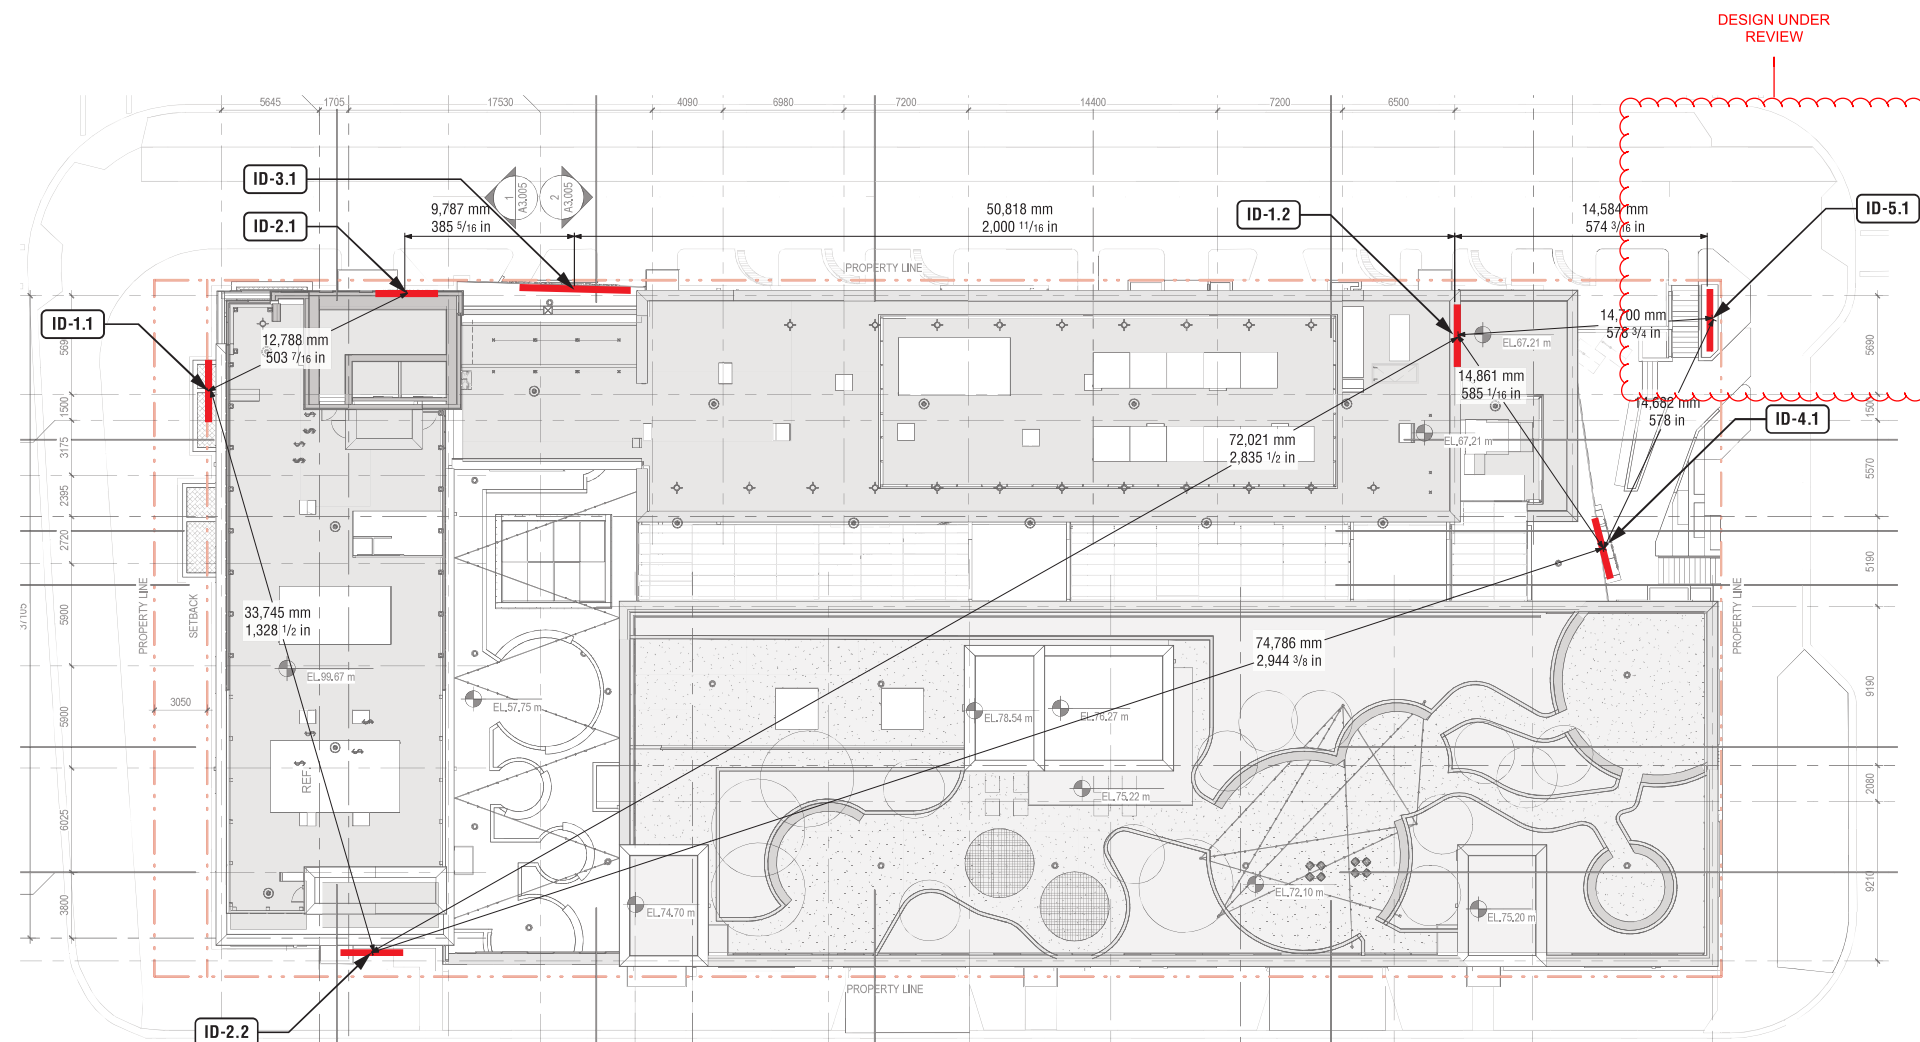 DESIGN UNDER
REVIEW
5645
1705
17530
4090
6980
7200
14400
7200
6500
ID-3.1
1
A3.005
2
A3.005
ID-2.1
9,787 mm
385 5/16 in
50,818 mm
2,000 11/16 in
ID-1.2
14,584 mm
574 3/16 in
ID-5.1
PROPERTY LINE
ID-1.1
12,788 mm
503 7/16 in
14,700 mm
578 3/4 in
EL.67.21 m
5690
14,861 mm
585 1/16 in
1500
14,682 mm
578 in
ID-4.1
72,021 mm
2,835 1/2 in
EL.67.21 m
3175
5570
2395
2720
5190
PROPERTY LINE
SETBACK
33,745 mm
1,328 1/2 in
5900
37105
74,786 mm
2,944 3/8 in
PROPERTY LINE
EL.99.67 m
3050
EL.57.75 m
EL.78.54 m
EL.76.27 m
9190
5900
REF.
EL.75.22 m
2080
6025
EL.72.10 m
EL.74.70 m
EL.75.20 m
9210
3800
PROPERTY LINE
ID-2.2